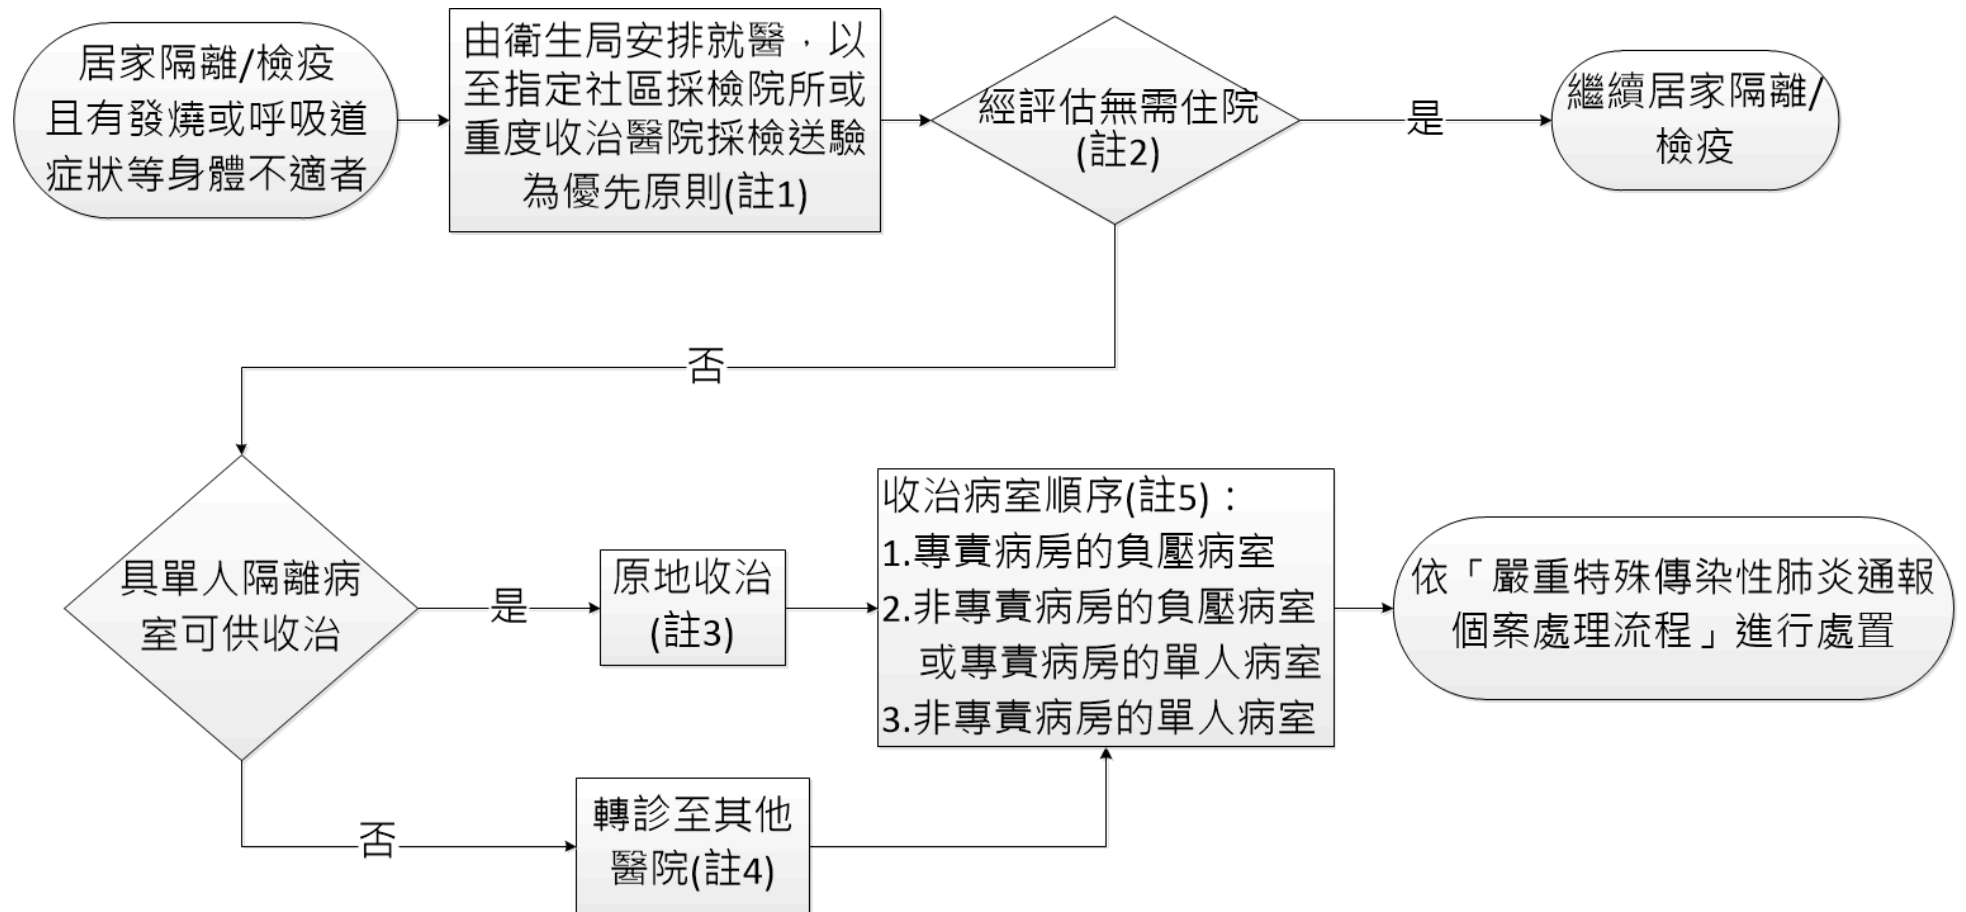 居家隔離/檢疫
且有發燒或呼吸道
症狀等身體不適者
由衛生局安排就醫，以
至指定社區採檢院所或
重度收治醫院採檢送驗
為優先原則(註1)
經評估無需住院
(註2)
是
繼續居家隔離/
檢疫
否
具單人隔離病
室可供收治
是
原地收治
(註3)
收治病室順序(註5)：
1.專責病房的負壓病室
2.非專責病房的負壓病室
或專責病房的單人病室
3.非專責病房的單人病室
依「嚴重特殊傳染性肺炎通報
個案處理流程」進行處置
否
轉診至其他
醫院(註4)